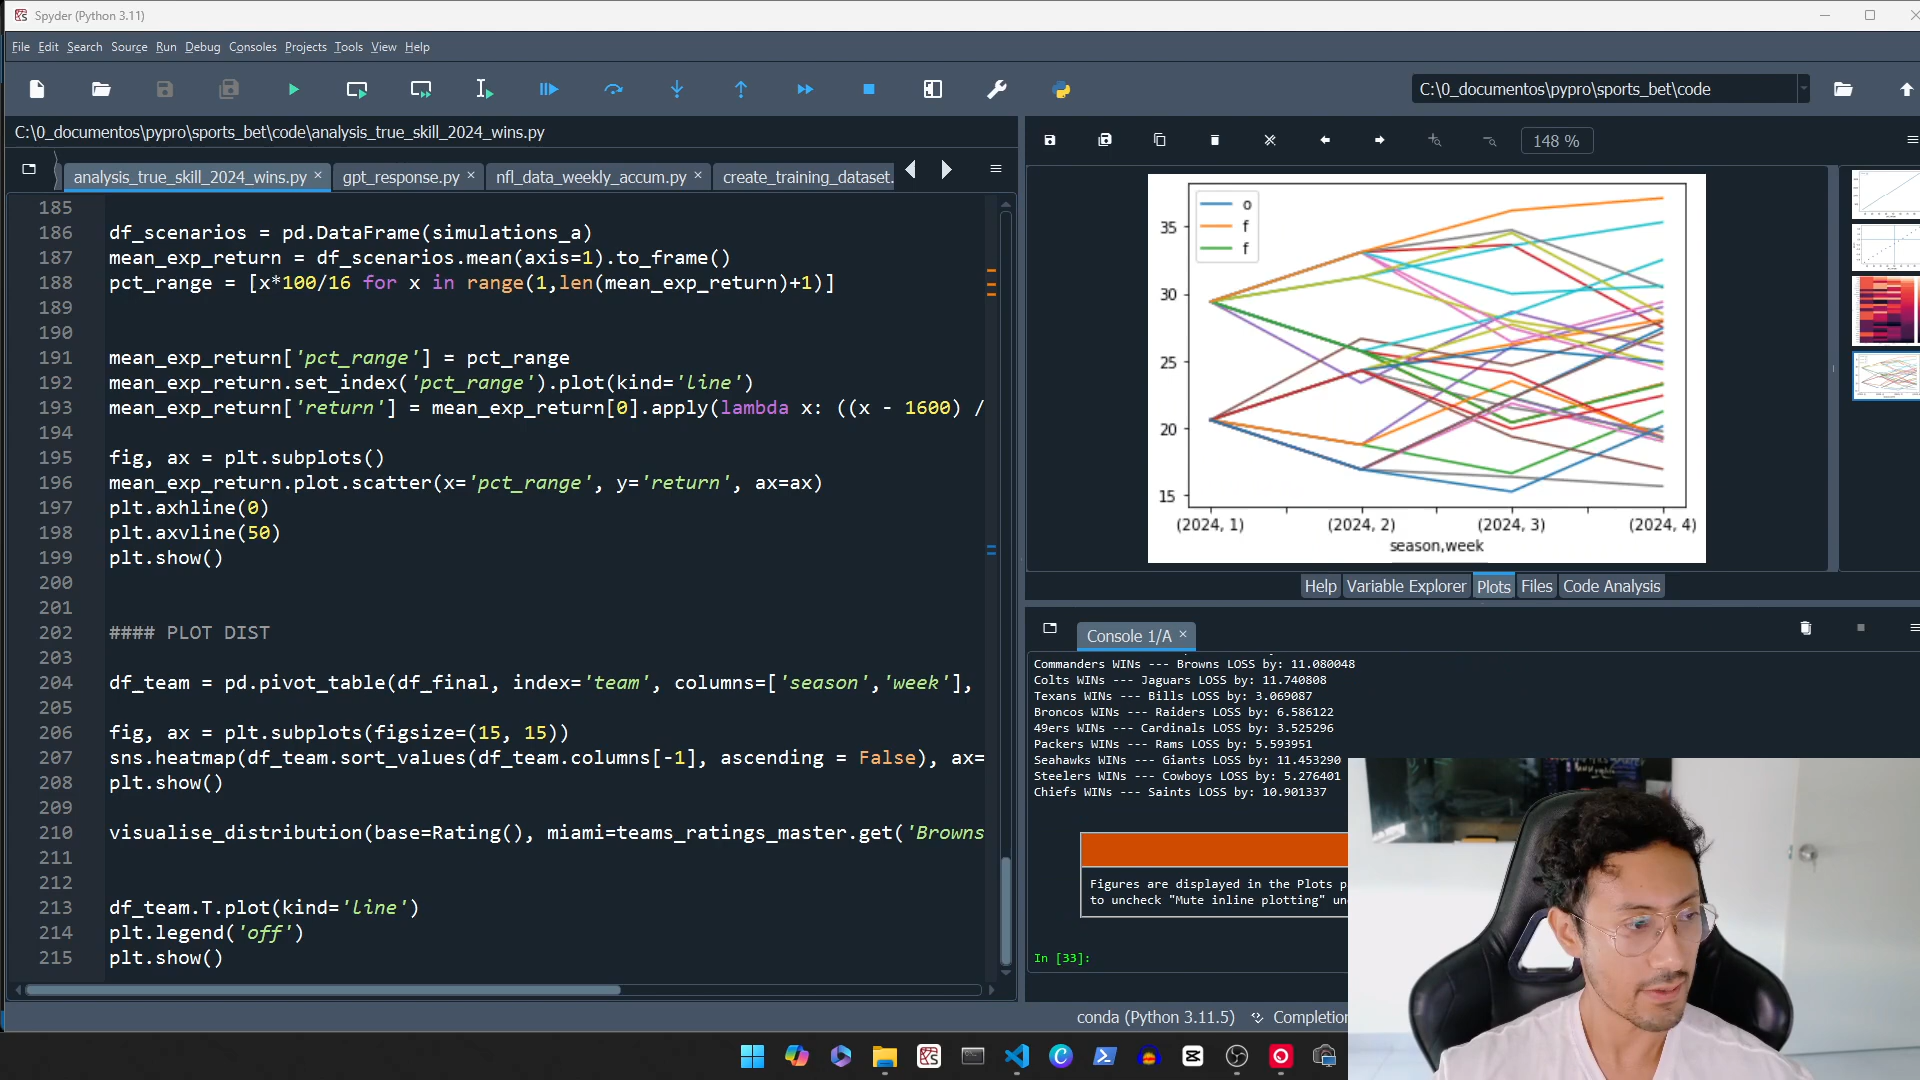 Spyder (Python 3.11)
File Edit Search Source Run Debug Consoles Projects Tools View Help
C:\0_documentos\pypro\sports_bet\code
C:\0_documentos\pypro\sports_bet\code\analysis_true_skill_2024_wins.py
analysis_true_skill_2024_wins.py gpt_response.py nfl_data_weekly_accum.py create_training_dataset.
185
186 df_scenarios = pd.DataFrame(simulations_a)
187 mean_exp_return = df_scenarios.mean(axis=1).to_frame()
188 pct_range = [x*100/16 for x in range(1,len(mean_exp_return)+1)]
189
190
191 mean_exp_return['pct_range'] = pct_range
192 mean_exp_return.set_index('pct_range').plot(kind='line')
193 mean_exp_return['return'] = mean_exp_return[0].apply(lambda x: ((x - 1600) /
194
195 fig, ax = plt.subplots()
196 mean_exp_return.plot.scatter(x='pct_range', y='return', ax=ax)
197 plt.axhline(0)
198 plt.axvline(50)
199 plt.show()
200
201
202 #### PLOT DIST
203
204 df_team = pd.pivot_table(df_final, index='team', columns=['season','week'],
205
206 fig, ax = plt.subplots(figsize=(15, 15))
207 sns.heatmap(df_team.sort_values(df_team.columns[-1], ascending = False), ax=
208 plt.show()
209
210 visualise_distribution(base=Rating(), miami=teams_ratings_master.get('Browns
211
212
213 df_team.T.plot(kind='line')
214 plt.legend('off')
215 plt.show()
148 %
o
f
f
35
30
25
20
15
(2024, 1) (2024, 2) (2024, 3) (2024, 4)
season,week
Help Variable Explorer Plots Files Code Analysis
Console 1/A
Commanders WINs --- Browns LOSS by: 11.080048
Colts WINs --- Jaguars LOSS by: 11.740808
Texans WINs --- Bills LOSS by: 3.069087
Broncos WINs --- Raiders LOSS by: 6.586122
49ers WINs --- Cardinals LOSS by: 3.525296
Packers WINs --- Rams LOSS by: 5.593951
Seahawks WINs --- Giants LOSS by: 11.453290
Steelers WINs --- Cowboys LOSS by: 5.276401
Chiefs WINs --- Saints LOSS by: 10.901337
Figures are displayed in the Plots p
to uncheck "Mute inline plotting" un
In [33]:
conda (Python 3.11.5) Completion